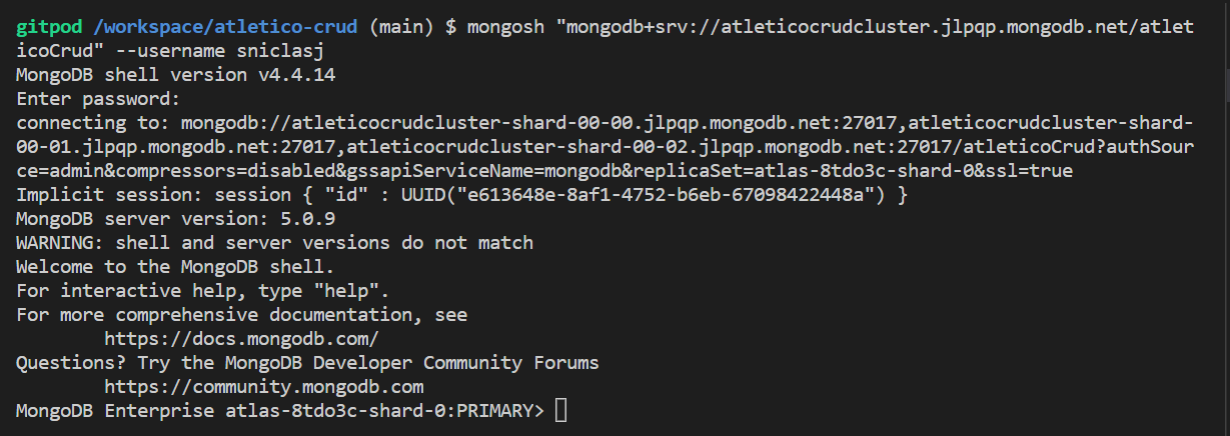 gitpod /workspace/atletico-crud (main) $ mongosh "mongodb+srv://atleticocrudcluster.jlpqp.mongodb.net/atlet
icoCrud" --username sniclasj
MongoDB shell version v4.4.14
Enter password:
connecting to: mongodb://atleticocrudcluster-shard-00-00.jlpqp.mongodb.net:27017,atleticocrudcluster-shard-
00-01.jlpqp.mongodb.net:27017,atleticocrudcluster-shard-00-02.jlpqp.mongodb.net:27017/atleticoCrud?authSour
ce=admin&compressors=disabled&gssapiServiceName=mongodb&replicaSet=atlas-8tdo3c-shard-0&ssl=true
Implicit session: session { "id" : UUID("e613648e-8af1-4752-b6eb-67098422448a") }
MongoDB server version: 5.0.9
WARNING: shell and server versions do not match
Welcome to the MongoDB shell.
For interactive help, type "help".
For more comprehensive documentation, see
        https://docs.mongodb.com/
Questions? Try the MongoDB Developer Community Forums
        https://community.mongodb.com
MongoDB Enterprise atlas-8tdo3c-shard-0:PRIMARY>